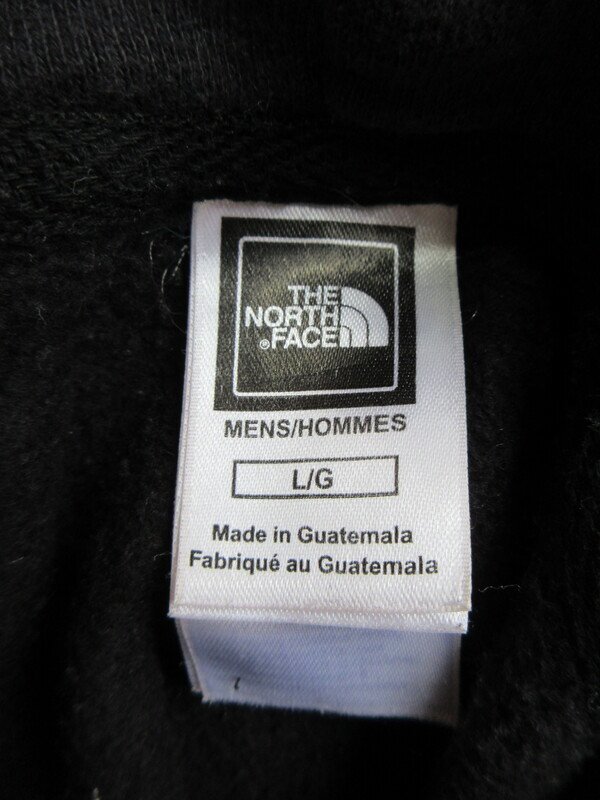 THE
NORTH
®FACE
MENS/HOMMES
L/G
Made in Guatemala
Fabriqué au Guatemala